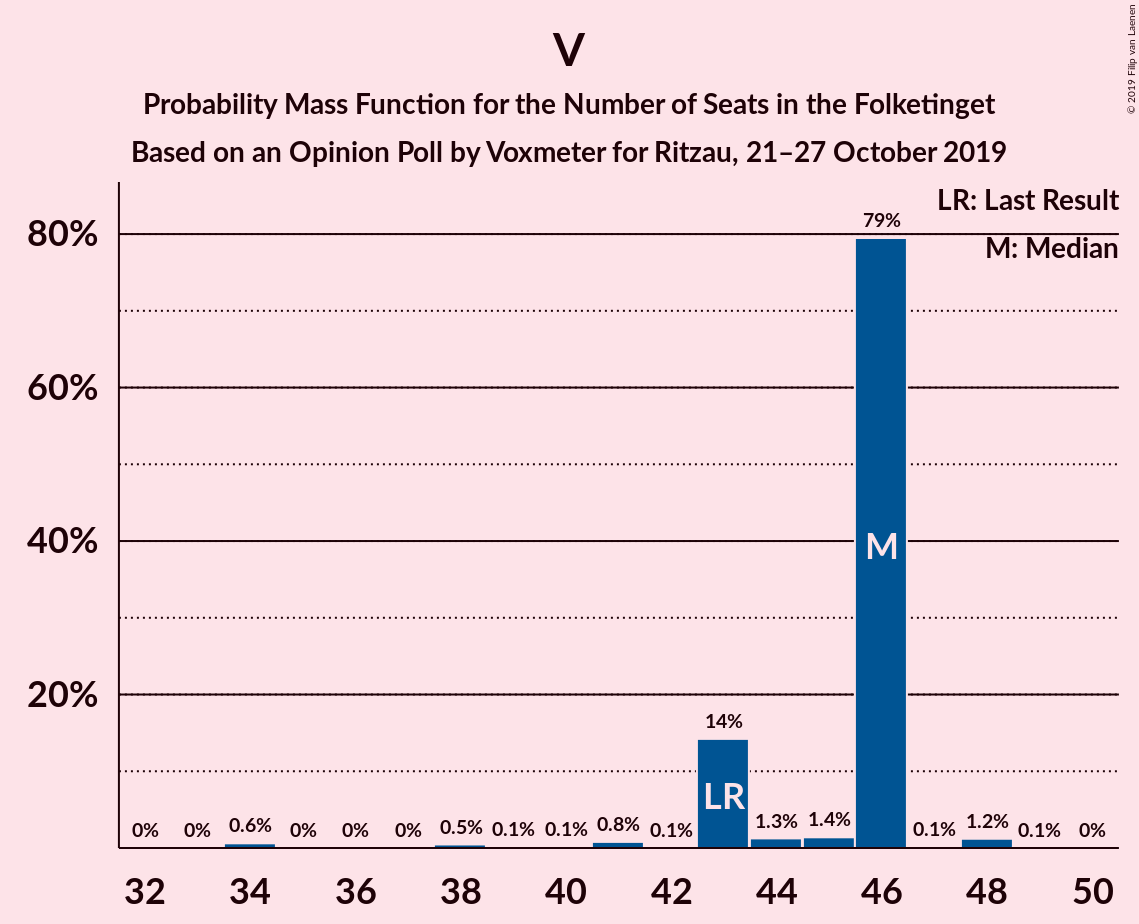 V
Probability Mass Function for the Number of Seats in the Folketinget
Based on an Opinion Poll by Voxmeter for Ritzau, 21–27 October 2019
© 2019 Filip van Laenen
LR: Last Result
M: Median
80%
60%
40%
20%
0% 0% 0.6% 0% 0% 0% 0.5% 0.1% 0.1% 0.8% 0.1% 14% 1.3% 1.4% 79% 0.1% 1.2% 0.1% 0%
LR
M
32 34 36 38 40 42 44 46 48 50